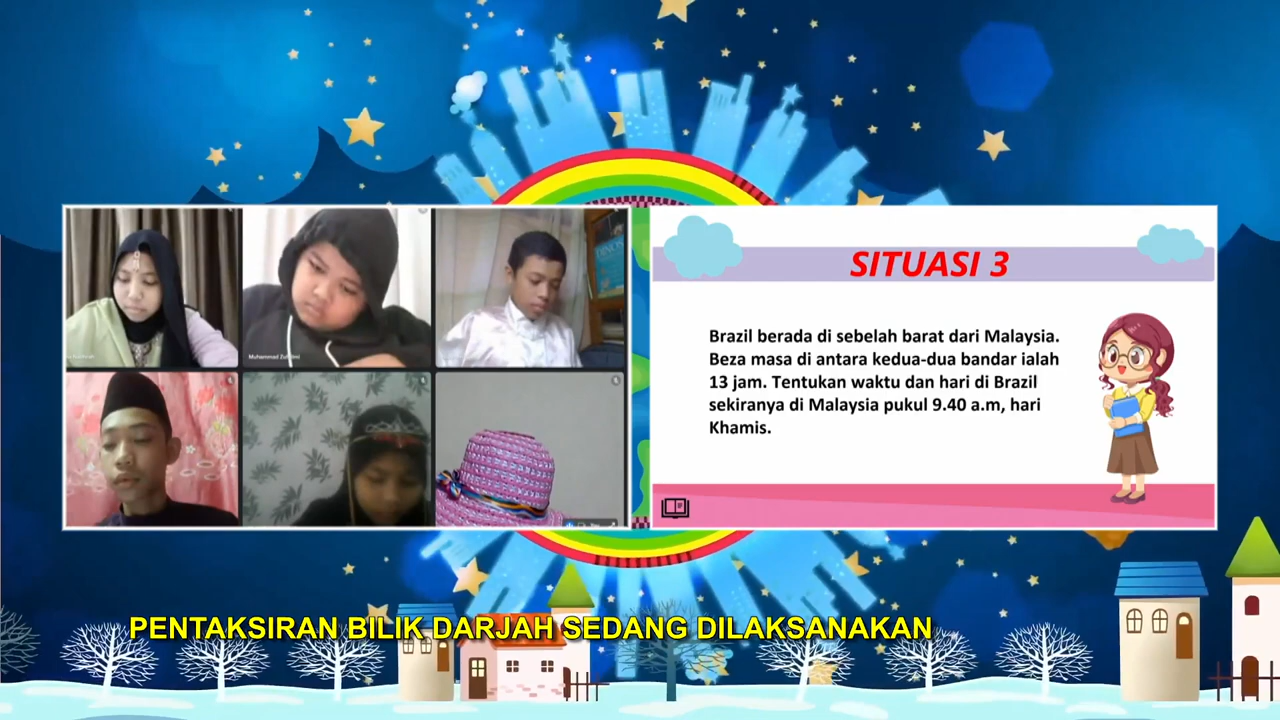 SITUASI 3
Brazil berada di sebelah barat dari Malaysia.
Beza masa di antara kedua-dua bandar ialah
13 jam. Tentukan waktu dan hari di Brazil
sekiranya di Malaysia pukul 9.40 a.m, hari
Khamis.
PENTAKSIRAN BILIK DARJAH SEDANG DILAKSANAKAN